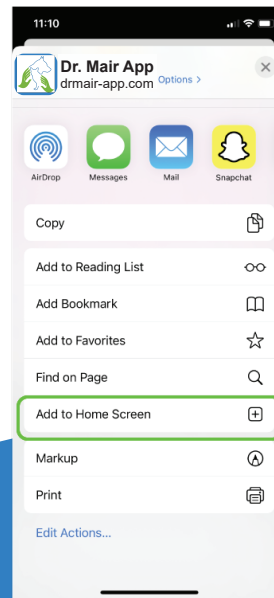 11:10
Dr. Mair App
drmair-app.com Options >
AirDrop Messages Mail Snapchat
Copy
Add to Reading List
Add Bookmark
Add to Favorites
Find on Page
Add to Home Screen
Markup
Print
Edit Actions...